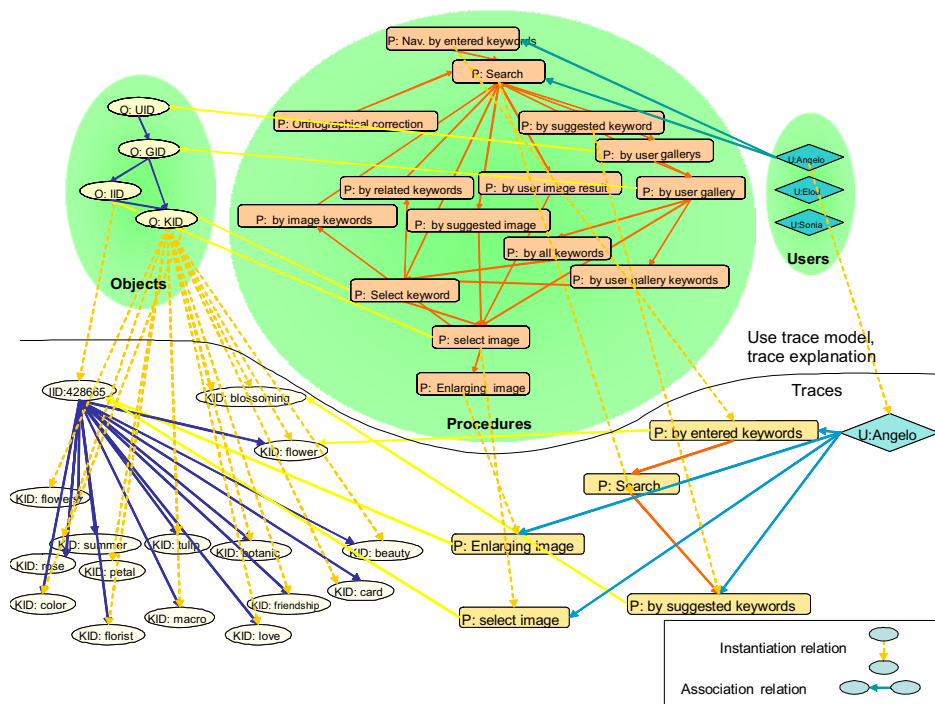 P: Nav. by entered keywords
P: Search
O: UID
P: Orthographical correction
P: by suggested keyword
O: GID
P: by user gallerys
U:Angelo
O: IID
P: by related keywords
P: by user image result
P: by user gallery
U:Elod
O: KID
P: by image keywords
P: by suggested image
U:Sonia
P: by all keywords
Users
Objects
P: Select keyword
P: by user gallery keywords
P: select image
Use trace model,
trace explanation
P: Enlarging image
Traces
IID:428665
KID: blossoming
Procedures
P: by entered keywords
U:Angelo
KID: flower
P: Search
KID: flowers
KID: summer
KID: tulip
KID: botanic
KID: beauty
P: Enlarging image
KID: rose
KID: petal
KID: card
KID: color
KID: friendship
P: by suggested keywords
KID: macro
P: select image
KID: florist
KID: love
Instantiation relation
Association relation